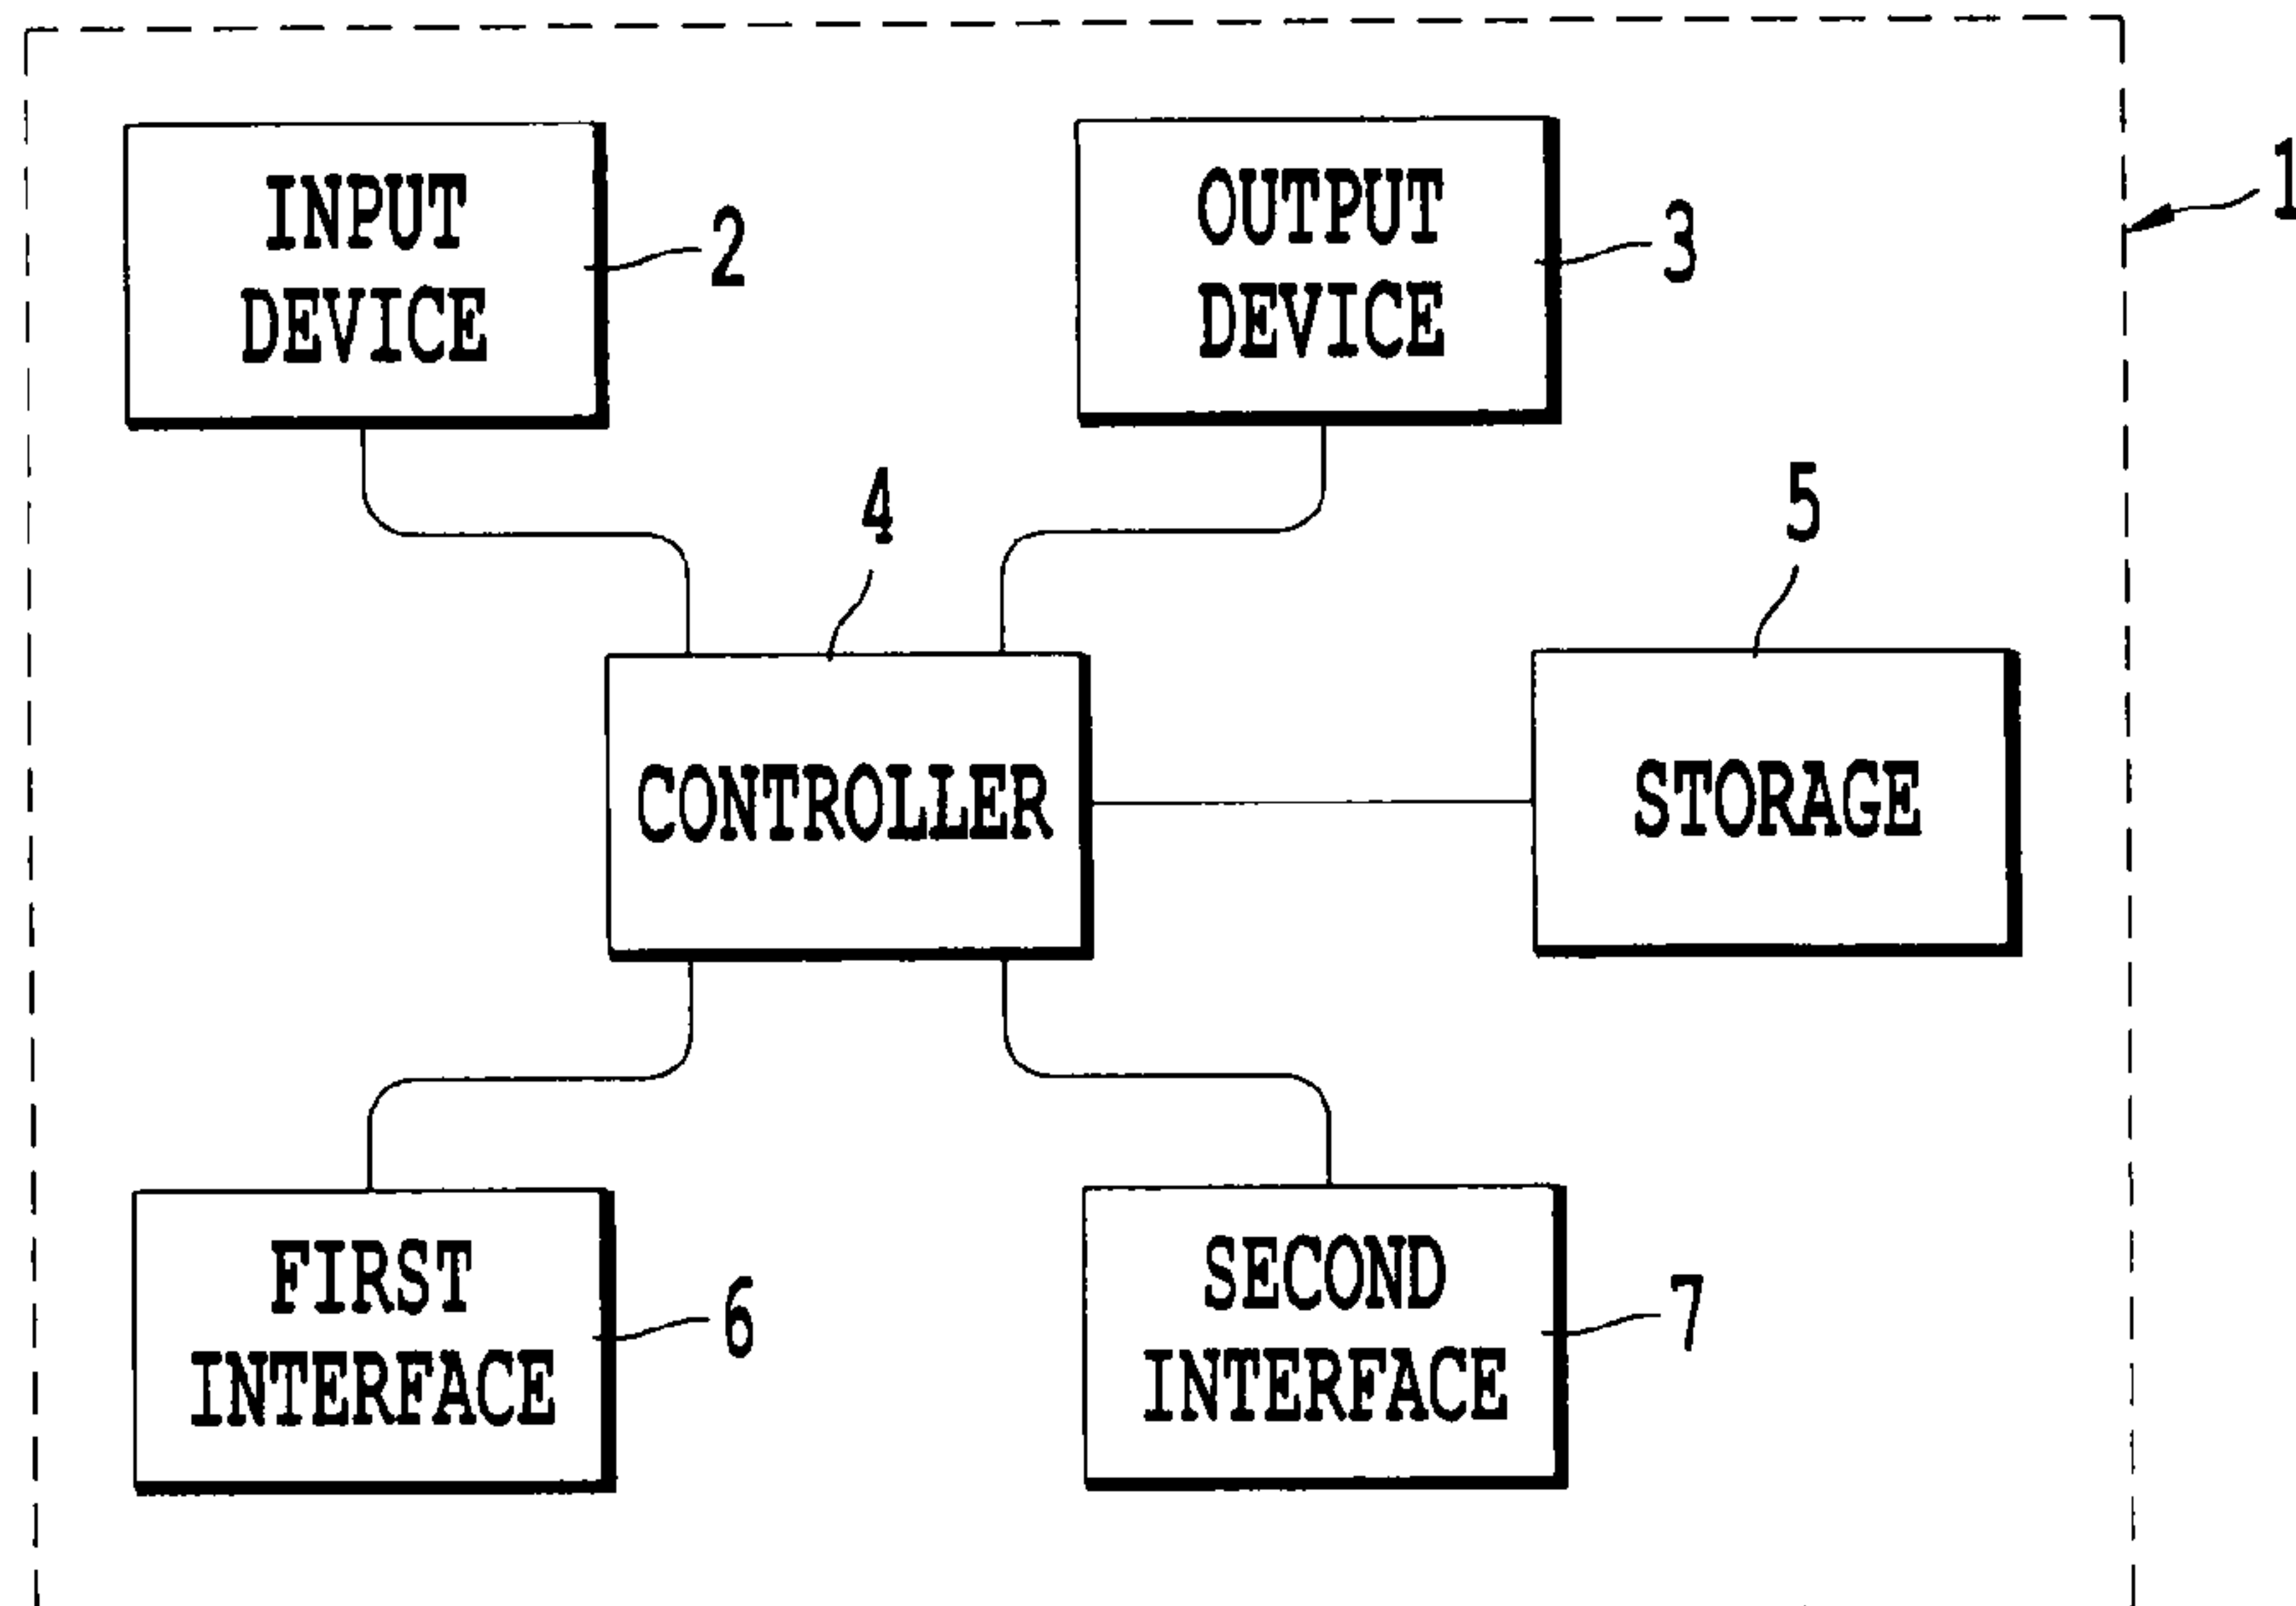 1
INPUT
DEVICE
2
OUTPUT
DEVICE
3
4
5
CONTROLLER
STORAGE
FIRST
INTERFACE
6
SECOND
INTERFACE
7